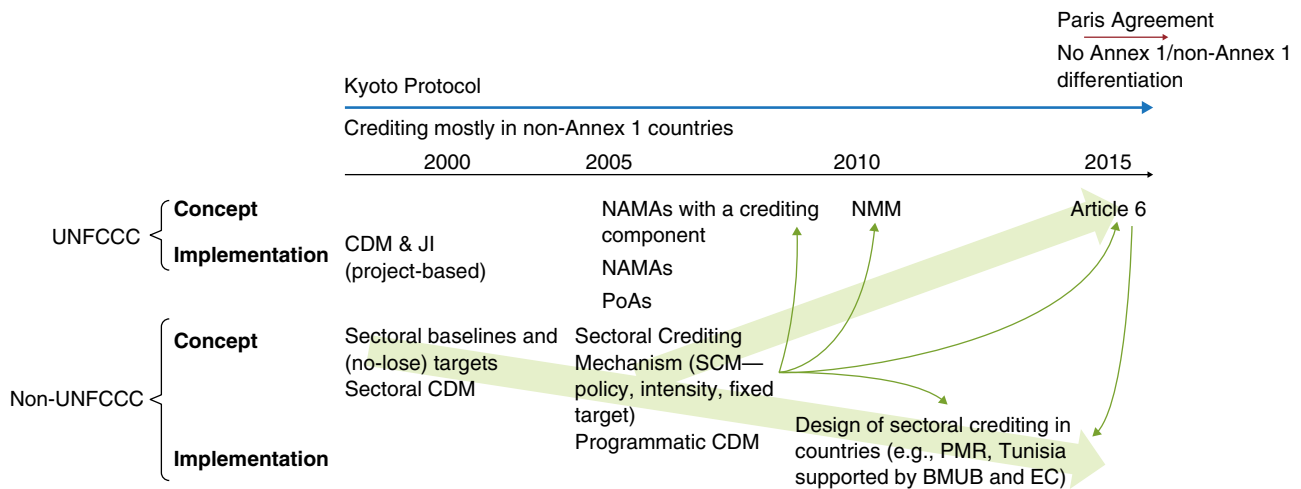 Paris Agreement
No Annex 1/non-Annex 1
differentiation
Kyoto Protocol
Crediting mostly in non-Annex 1 countries
2000 2005 2010 2015
UNFCCC
Concept
NAMAs with a crediting
component
NMM
Article 6
Implementation
CDM & JI
(project-based)
NAMAs
PoAs
Non-UNFCCC
Concept
Sectoral baselines and
(no-lose) targets
Sectoral CDM
Sectoral Crediting
Mechanism (SCM—
policy, intensity, fixed
target)
Programmatic CDM
Implementation
Design of sectoral crediting in
countries (e.g., PMR, Tunisia
supported by BMUB and EC)